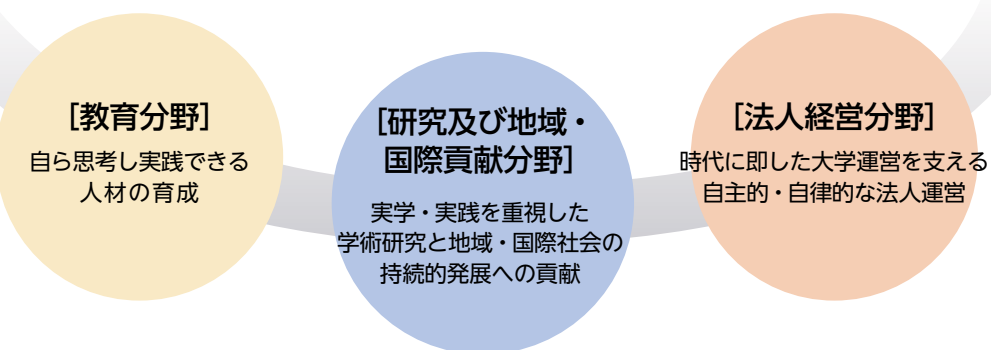 [教育分野]
自ら思考し実践できる
人材の育成
[研究及び地域・
国際貢献分野]
実学・実践を重視した
学術研究と地域・国際社会の
持続的発展への貢献
[法人経営分野]
時代に即した大学運営を支える
自主的・自律的な法人運営